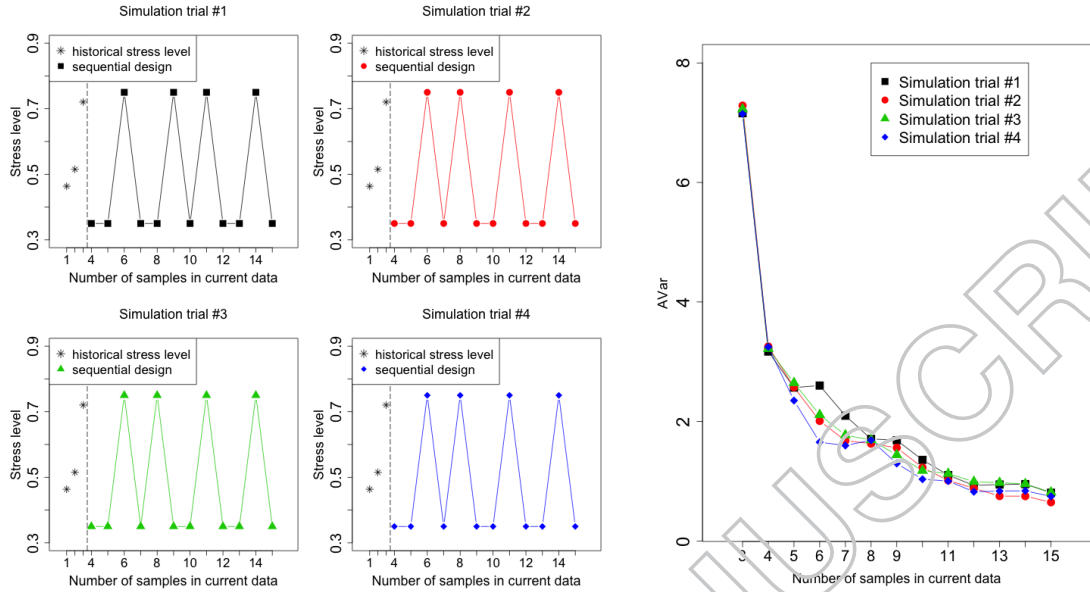 Simulation trial #1
Stress level
0.9
0.7
0.5
0.3
historical stress level
sequential design
1 4 6 8 10 12 14
Number of samples in current data
Simulation trial #2
Stress level
0.9
0.7
0.5
0.3
historical stress level
sequential design
1 4 6 8 10 12 14
Number of samples in current data
Simulation trial #3
Stress level
0.9
0.7
0.5
0.3
historical stress level
sequential design
1 4 6 8 10 12 14
Number of samples in current data
Simulation trial #4
Stress level
0.9
0.7
0.5
0.3
historical stress level
sequential design
1 4 6 8 10 12 14
Number of samples in current data
AVar
8
6
4
2
0
Simulation trial #1
Simulation trial #2
Simulation trial #3
Simulation trial #4
3 4 5 6 7 8 9 11 13 15
Number of samples in current data
USCRI